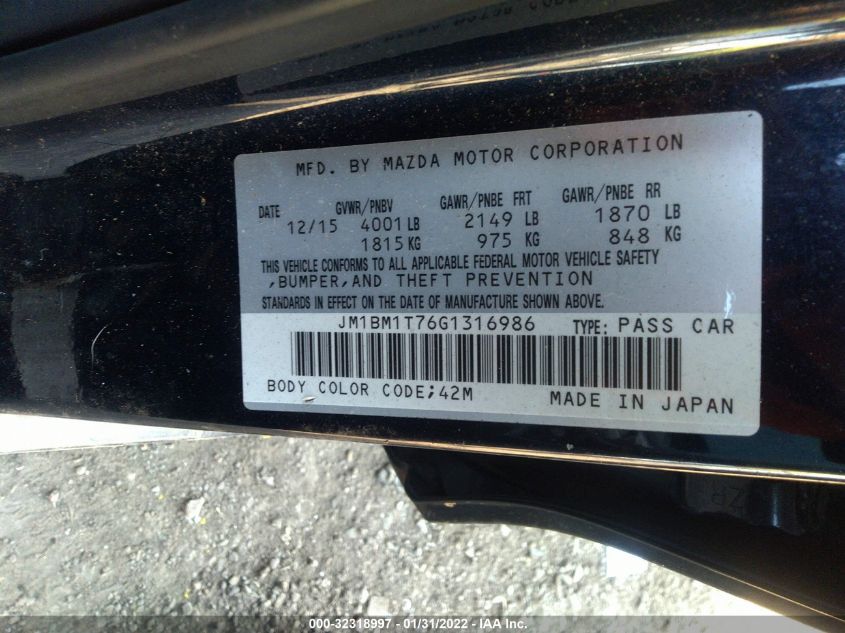 MFD. BY MAZDA MOTOR CORPORATION
DATE GVWR/PNBV GAWR/PNBE FRT GAWR/PNBE RR
12/15 4001 LB 2149 LB 1870 LB
1815 KG 975 KG 848 KG
THIS VEHICLE CONFORMS TO ALL APPLICABLE FEDERAL MOTOR VEHICLE SAFETY
,BUMPER,AND THEFT PREVENTION
STANDARDS IN EFFECT ON THE DATE OF MANUFACTURE SHOWN ABOVE.
JM1BM1T76G1316986 TYPE: PASS CAR
BODY COLOR CODE;42M MADE IN JAPAN
000-32318997 - 01/31/2022 - IAA Inc.